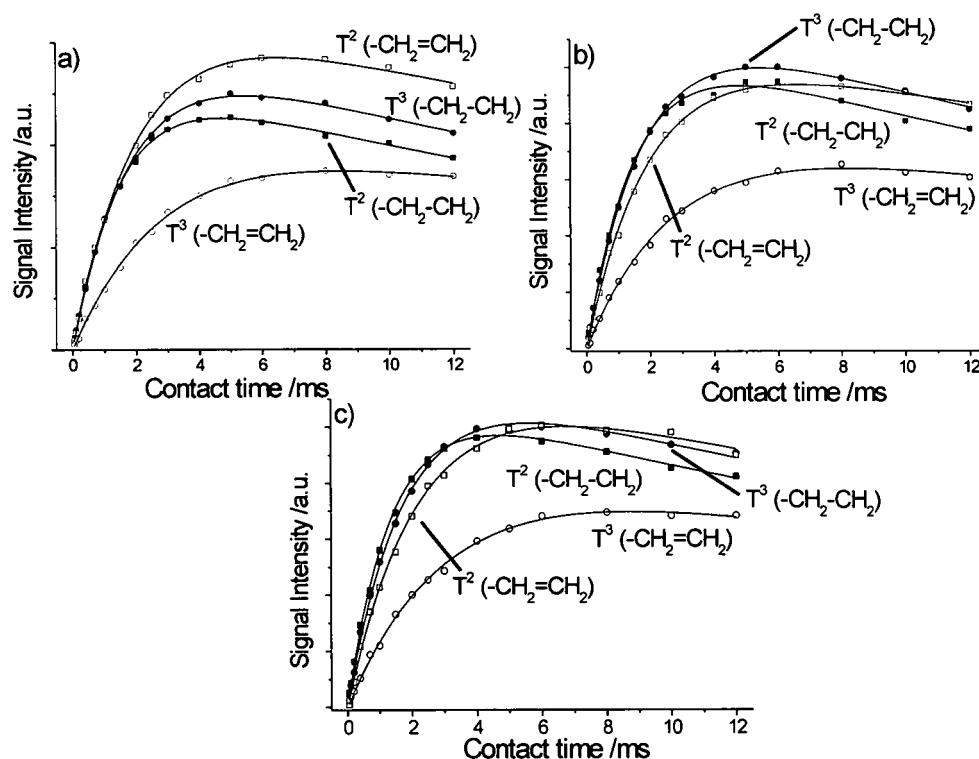 a)
T² (-CH₂=CH₂)
T³ (-CH₂-CH₂)
T² (-CH₂-CH₂)
T³ (-CH₂=CH₂)
Signal Intensity /a.u.
0 2 4 6 8 10 12
Contact time /ms
b)
T³ (-CH₂-CH₂)
T² (-CH₂-CH₂)
T³ (-CH₂=CH₂)
T² (-CH₂=CH₂)
Signal Intensity /a.u.
0 2 4 6 8 10 12
Contact time /ms
c)
T² (-CH₂-CH₂)
T³ (-CH₂-CH₂)
T³ (-CH₂=CH₂)
T² (-CH₂=CH₂)
Signal Intensity /a.u.
0 2 4 6 8 10 12
Contact time /ms